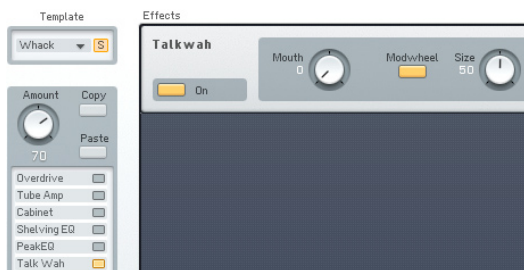 Template
Effects
Whack
S
Talkwah
On
Mouth
0
Modwheel
Size
50
Amount
Copy
Paste
70
Overdrive
Tube Amp
Cabinet
Shelving EQ
PeakEQ
Talk Wah